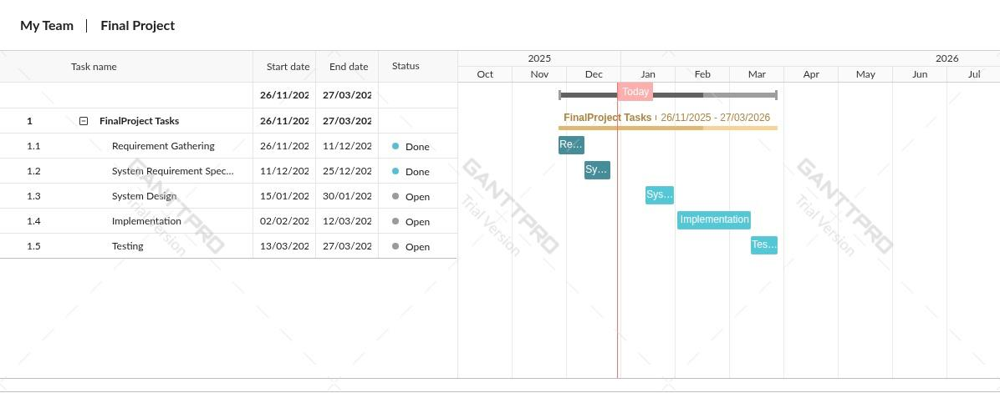 My Team | Final Project
Task name Start date End date Status 2025 2026
Oct Nov Dec Jan Feb Mar Apr May Jun Jul
26/11/202 27/03/202 Today
1 FinalProject Tasks 26/11/202 27/03/202 FinalProject Tasks 26/11/2025 - 27/03/2026
1.1 Requirement Gathering 26/11/202 11/12/202 Done Re...
1.2 System Requirement Spec... 11/12/202 25/12/202 Done Sy...
1.3 System Design 15/01/202 30/01/202 Open Sys...
1.4 Implementation 02/02/202 12/03/202 Open Implementation
1.5 Testing 13/03/202 27/03/202 Open Tes...
GANTTPRO
Trial Version
GANTTPRO
Trial Version
GANTTPRO
Trial Version